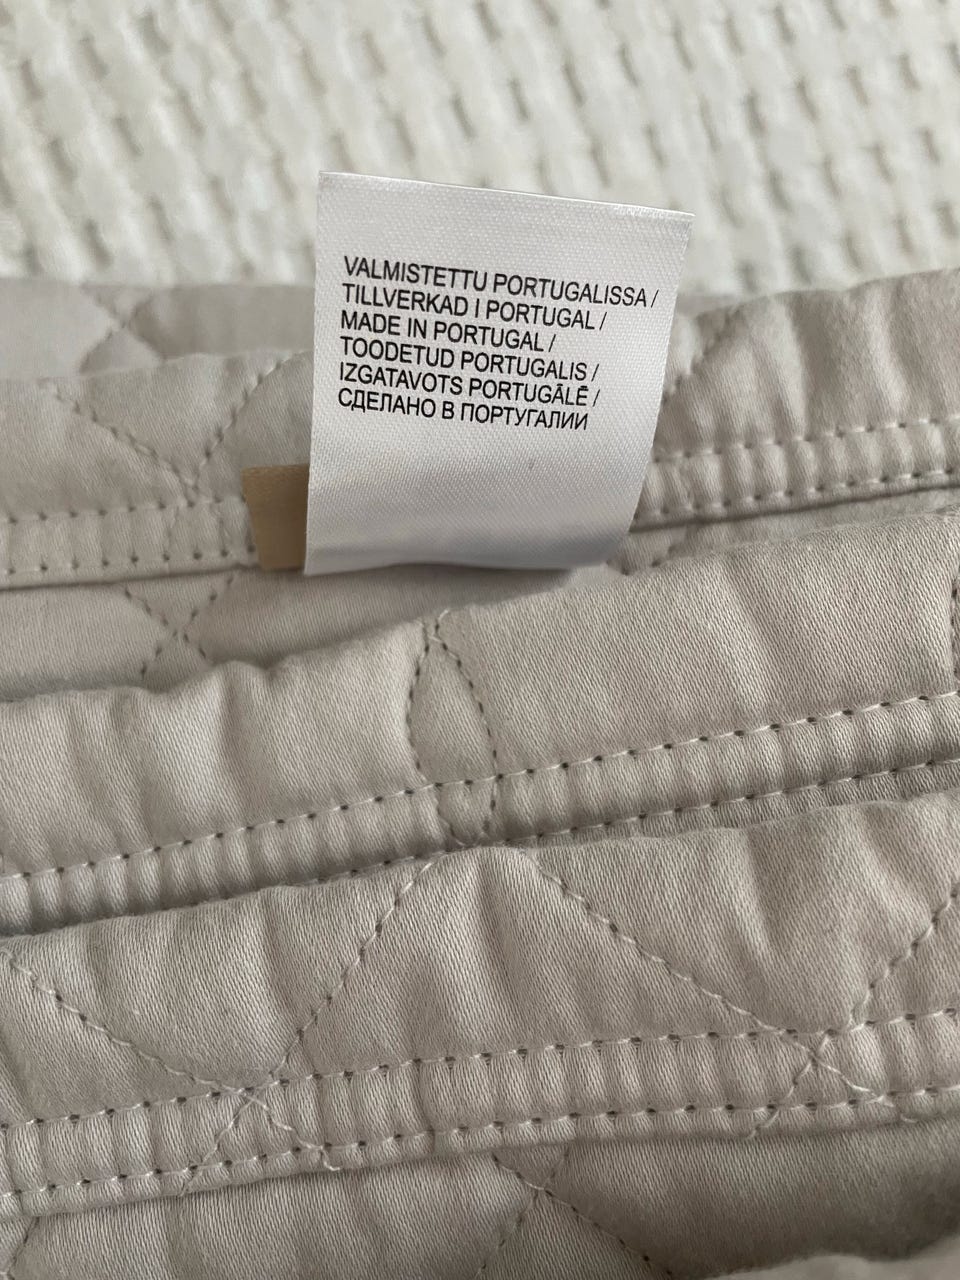 VALMISTETTU PORTUGALISSA /
TILLVERKAD I PORTUGAL /
MADE IN PORTUGAL /
TOODETUD PORTUGALIS /
IZGATAVOTS PORTUGĀLĒ /
СДЕЛАНО В ПОРТУГАЛИИ